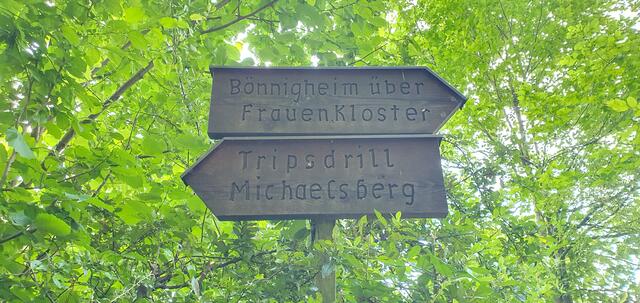 Bönnigheim über
Frauenkloster
Tripsdrill
Michaelsberg